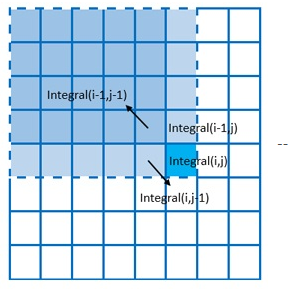 Integral(i-1,j-1)
Integral(i-1,j)
Integral(i,j)
Integral(i,j-1)